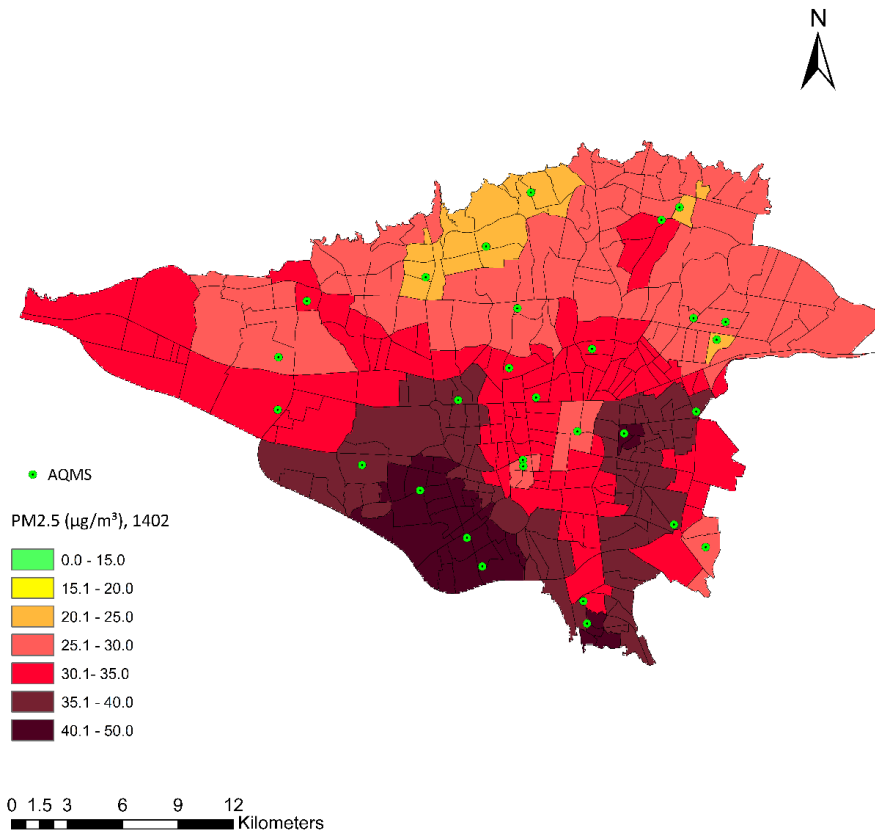 N
AQMS
PM2.5 (µg/m³), 1402
0.0 - 15.0
15.1 - 20.0
20.1 - 25.0
25.1 - 30.0
30.1- 35.0
35.1 - 40.0
40.1 - 50.0
0 1.5 3 6 9 12
Kilometers